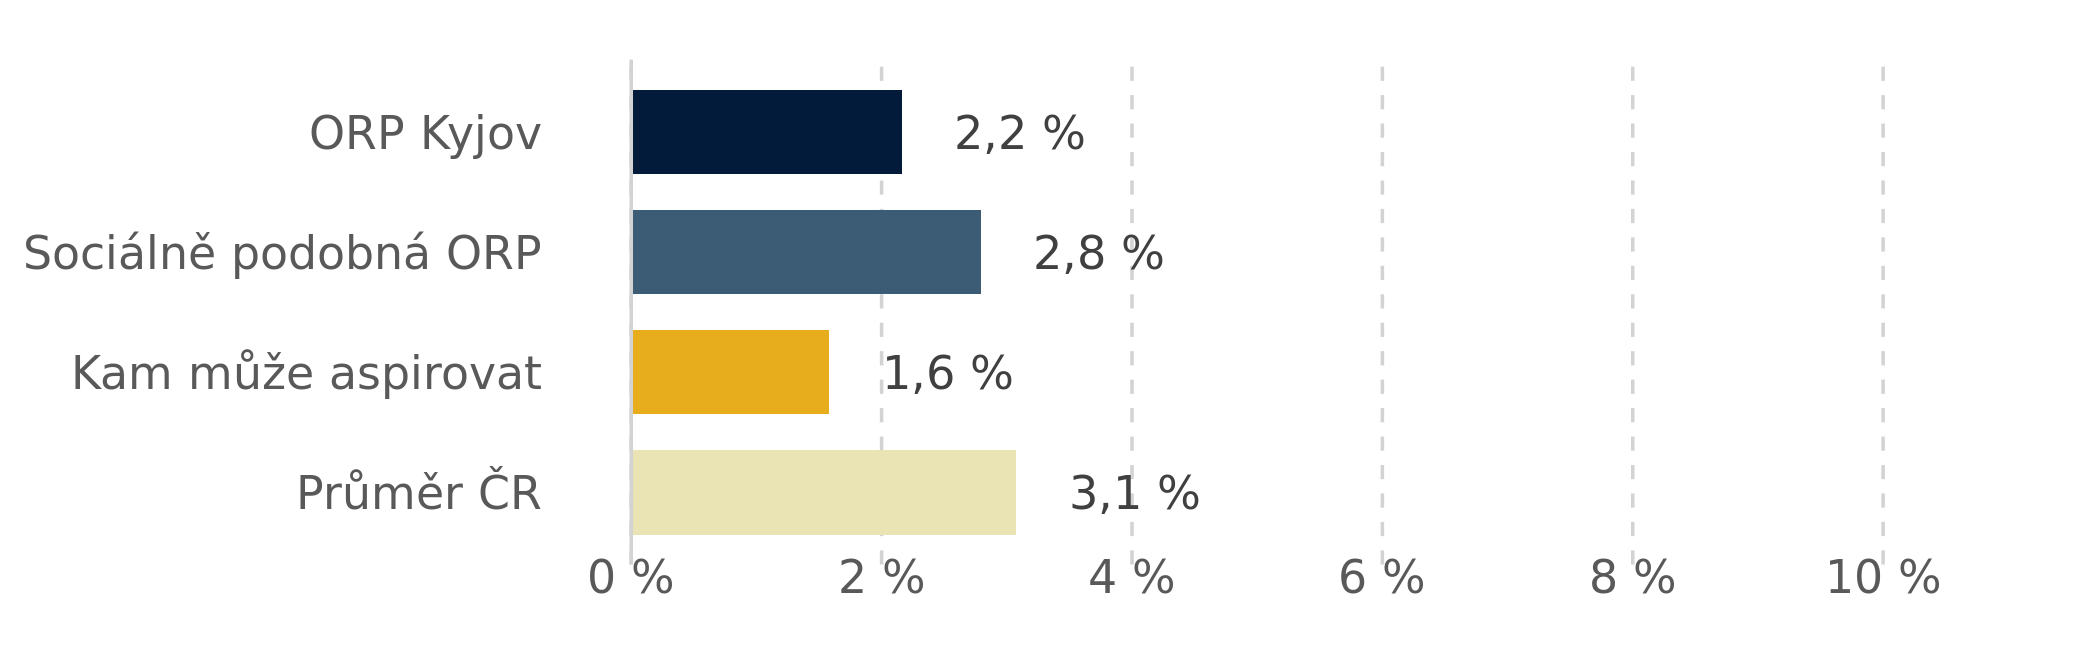 ORP Kyjov 2,2 %
Sociálně podobná ORP 2,8 %
Kam může aspirovat 1,6 %
Průměr ČR 3,1 %
0 % 2 % 4 % 6 % 8 % 10 %